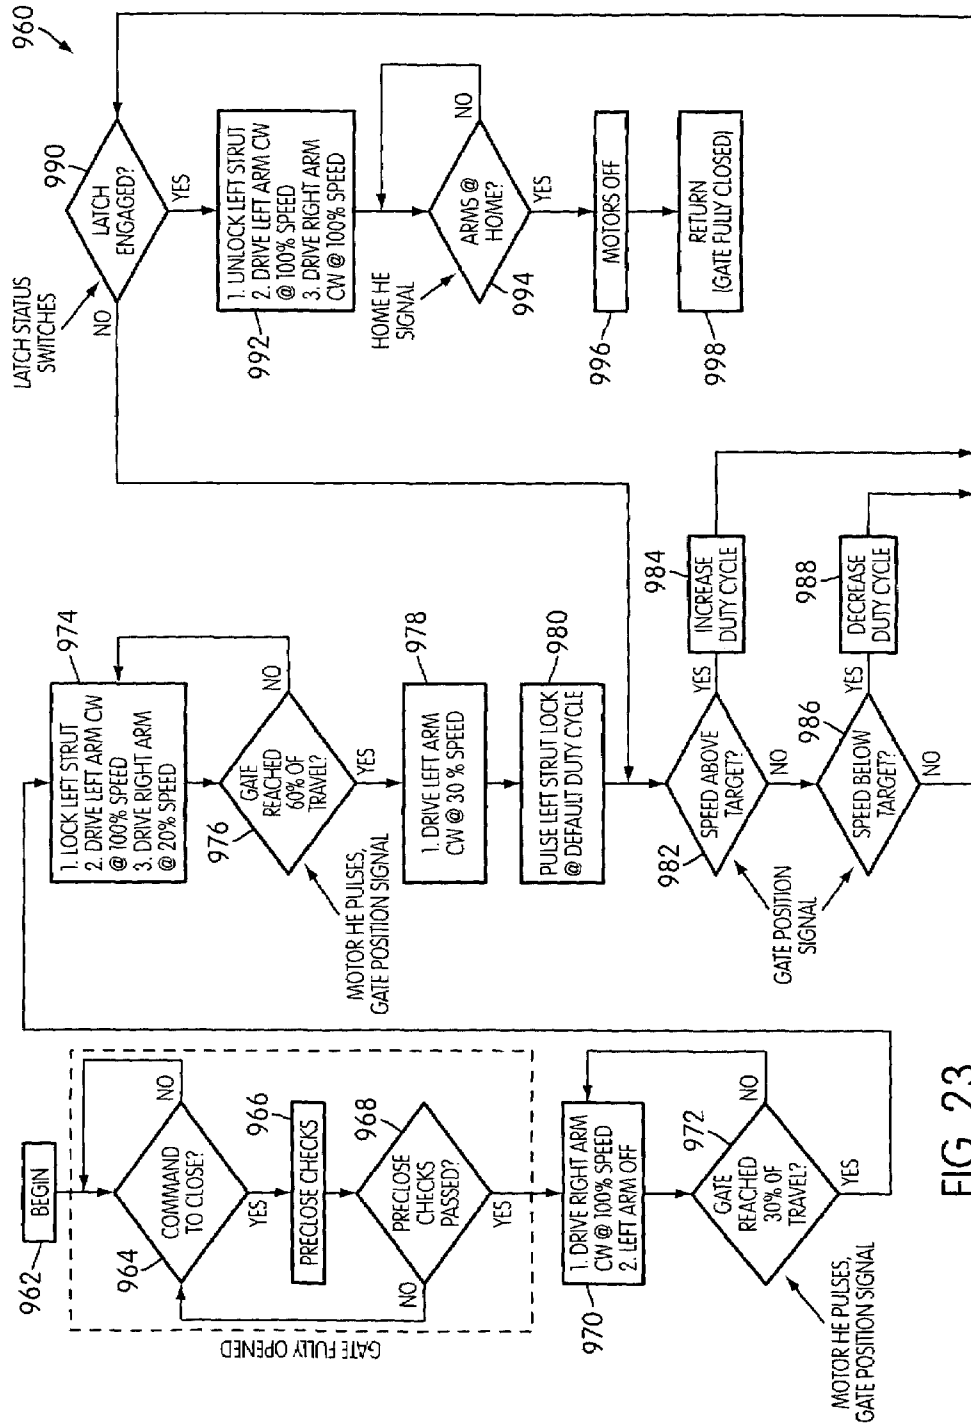 960
962
BEGIN
964
COMMAND
TO CLOSE?
NO
YES
966
PRECLOSE CHECKS
968
PRECLOSE
CHECKS
PASSED?
NO
YES
GATE FULLY OPENED
970
1. DRIVE RIGHT ARM
CW @ 100% SPEED
2. LEFT ARM OFF
972
GATE
REACHED
30% OF
TRAVEL?
NO
YES
MOTOR HE PULSES,
GATE POSITION SIGNAL
974
1. LOCK LEFT STRUT
2. DRIVE LEFT ARM CW
@ 100% SPEED
3. DRIVE RIGHT ARM
@ 20% SPEED
976
GATE
REACHED
60% OF
TRAVEL?
NO
YES
MOTOR HE PULSES,
GATE POSITION SIGNAL
978
1. DRIVE LEFT ARM
CW @ 30 % SPEED
980
PULSE LEFT STRUT LOCK
@ DEFAULT DUTY CYCLE
982
SPEED ABOVE
TARGET?
YES
NO
984
INCREASE
DUTY CYCLE
GATE POSITION
SIGNAL
986
SPEED BELOW
TARGET?
YES
NO
988
DECREASE
DUTY CYCLE
990
LATCH
ENGAGED?
LATCH STATUS
SWITCHES
NO
YES
992
1. UNLOCK LEFT STRUT
2. DRIVE LEFT ARM CW
@ 100% SPEED
3. DRIVE RIGHT ARM
CW @ 100% SPEED
994
ARMS @
HOME?
HOME HE
SIGNAL
NO
YES
996
MOTORS OFF
998
RETURN
(GATE FULLY CLOSED)
FIG. 23